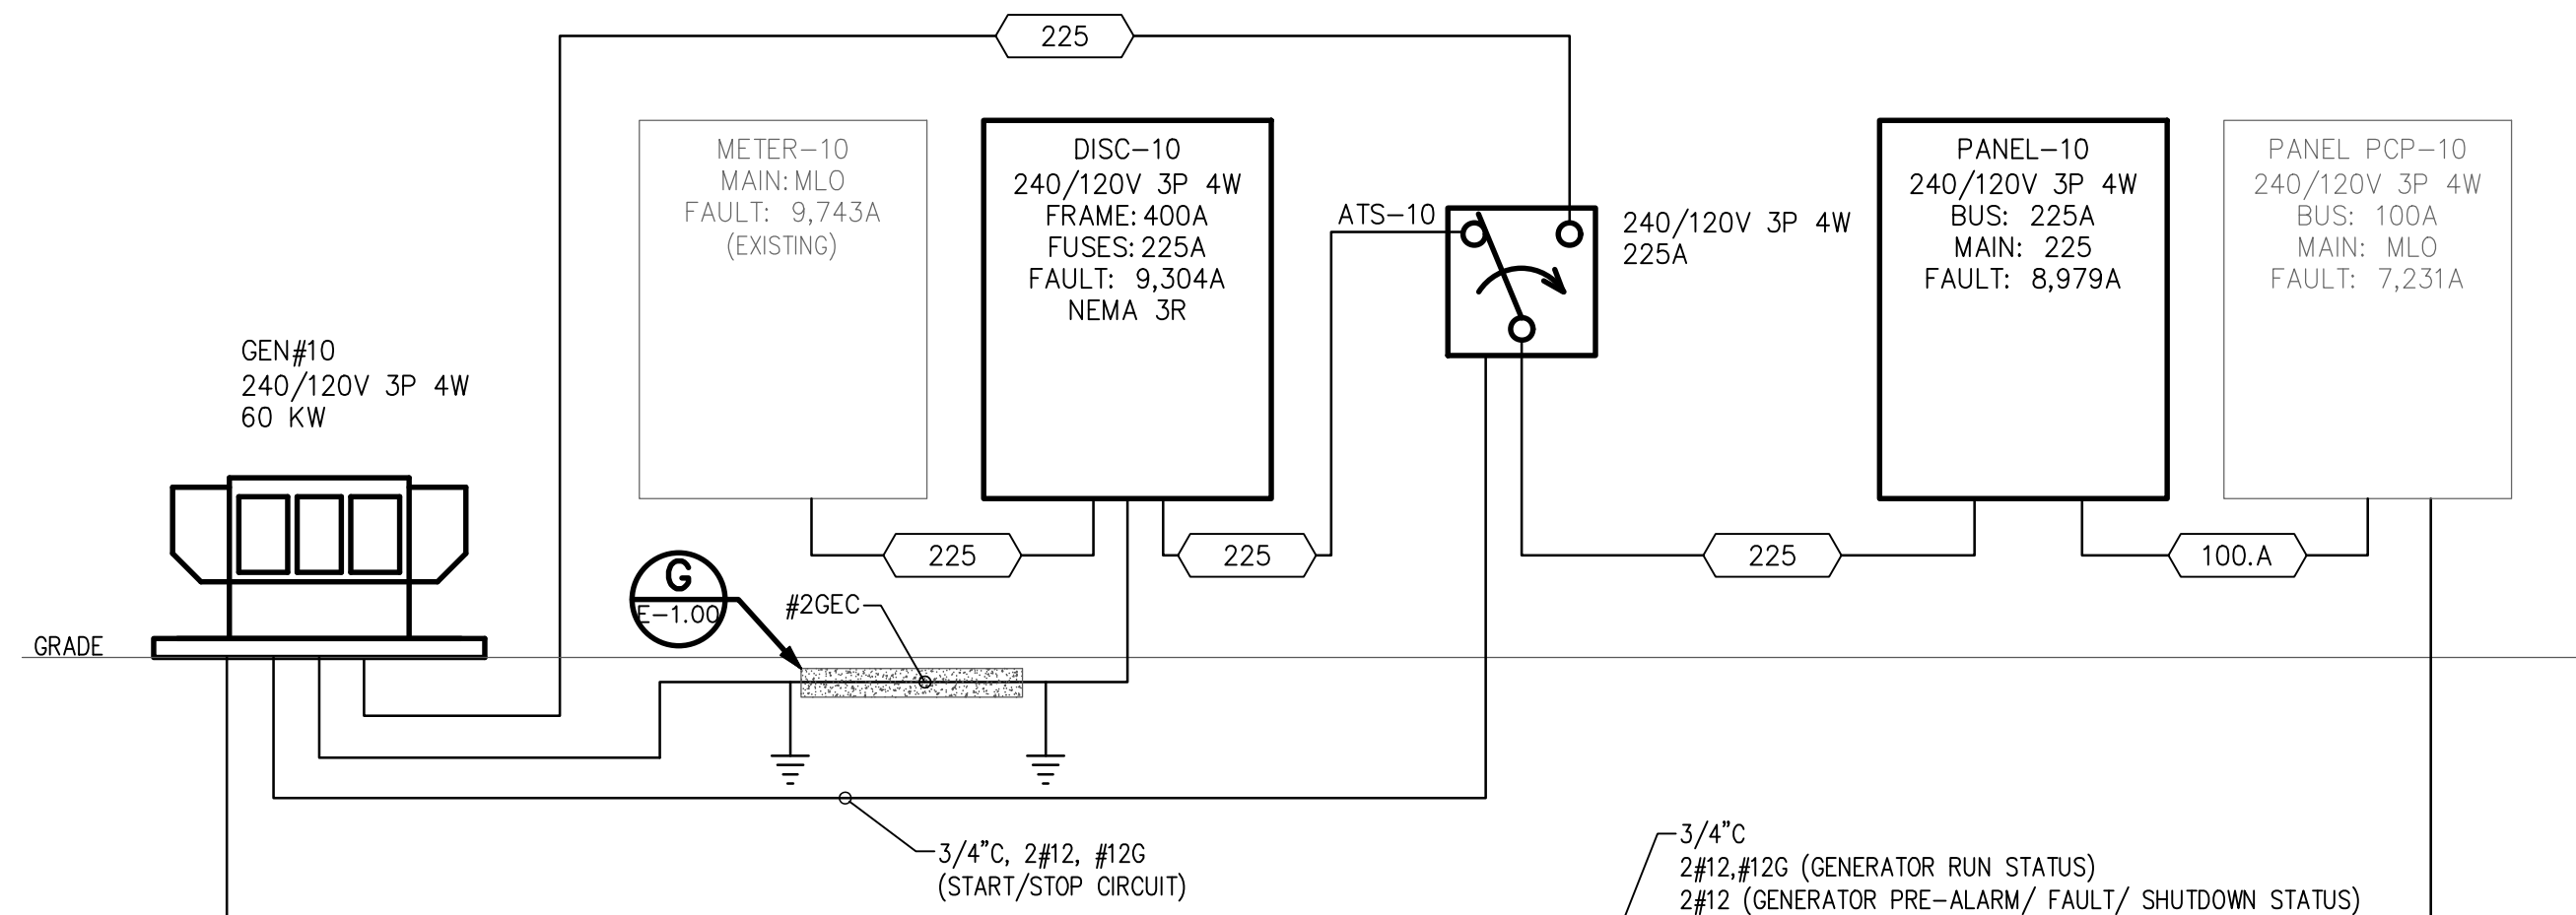 225
METER-10
MAIN: MLO
FAULT: 9,743A
(EXISTING)
DISC-10
240/120V 3P 4W
FRAME: 400A
FUSES: 225A
FAULT: 9,304A
NEMA 3R
ATS-10
240/120V 3P 4W
225A
PANEL-10
240/120V 3P 4W
BUS: 225A
MAIN: 225
FAULT: 8,979A
PANEL PCP-10
240/120V 3P 4W
BUS: 100A
MAIN: MLO
FAULT: 7,231A
GEN#10
240/120V 3P 4W
60 KW
225
225
225
100.A
G
E-1.00
#2GEC
GRADE
3/4"C, 2#12, #12G
(START/STOP CIRCUIT)
3/4"C
2#12,#12G (GENERATOR RUN STATUS)
2#12 (GENERATOR PRE-ALARM/ FAULT/ SHUTDOWN STATUS)